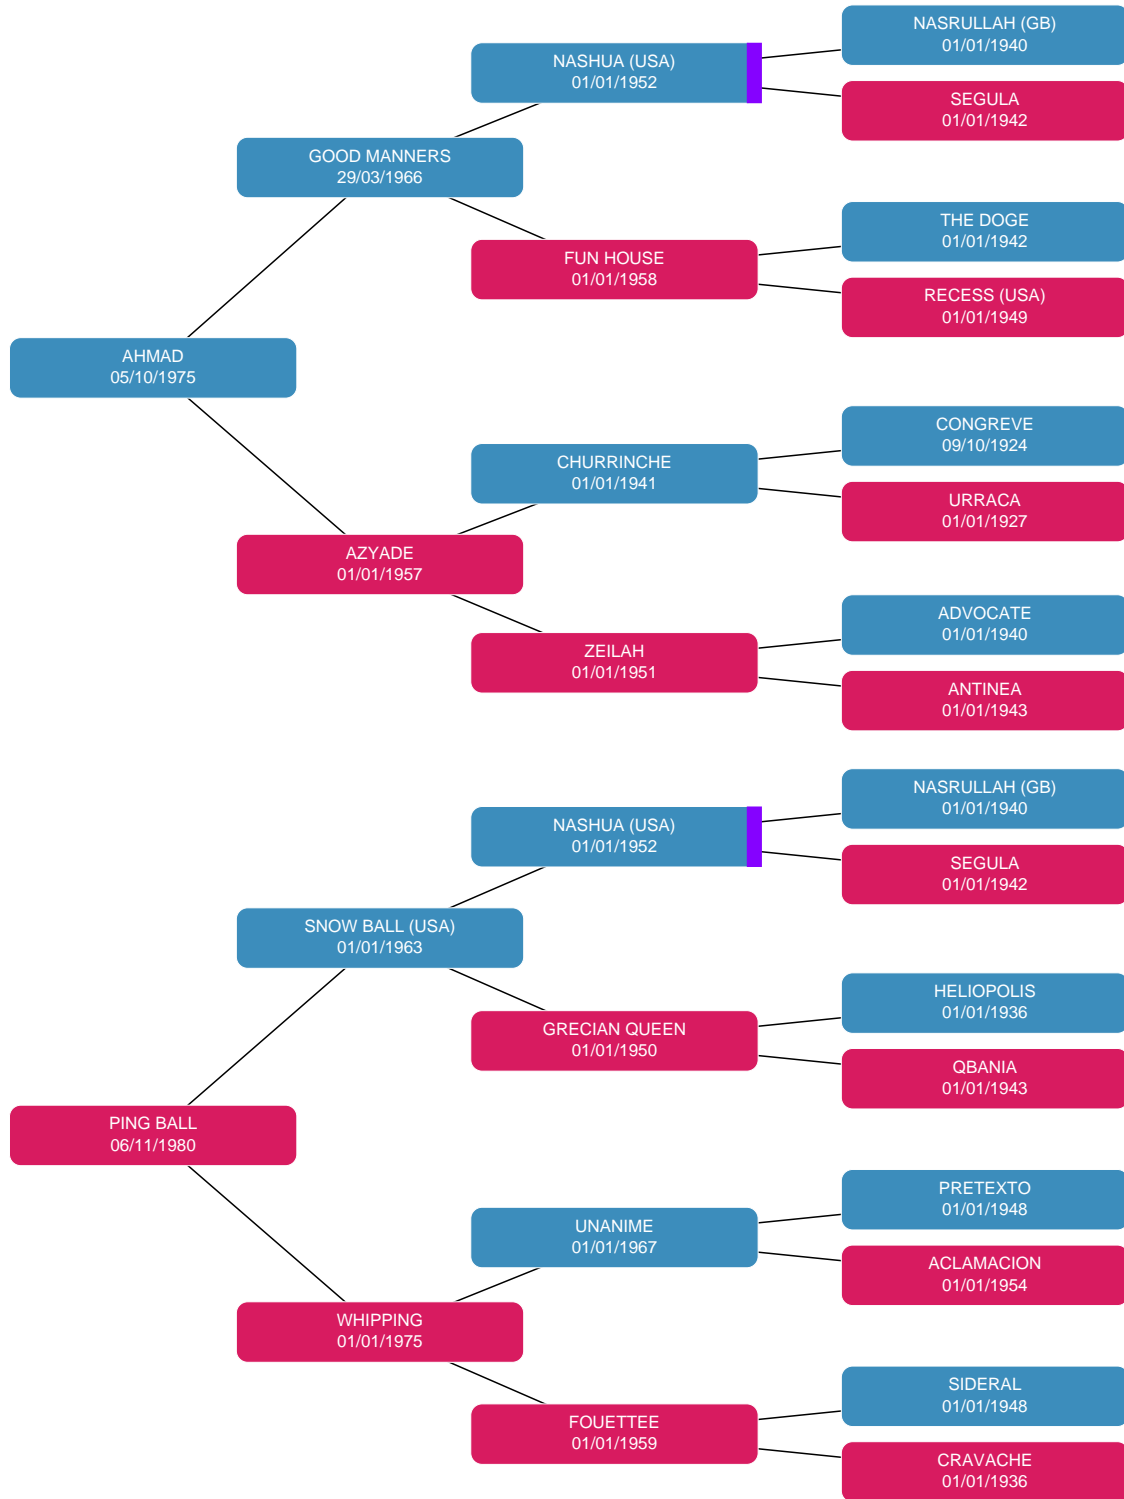 NASRULLAH (GB)
01/01/1940
NASHUA (USA)
01/01/1952
SEGULA
01/01/1942
GOOD MANNERS
29/03/1966
THE DOGE
01/01/1942
FUN HOUSE
01/01/1958
RECESS (USA)
01/01/1949
AHMAD
05/10/1975
CONGREVE
09/10/1924
CHURRINCHE
01/01/1941
URRACA
01/01/1927
AZYADE
01/01/1957
ADVOCATE
01/01/1940
ZEILAH
01/01/1951
ANTINEA
01/01/1943
NASRULLAH (GB)
01/01/1940
NASHUA (USA)
01/01/1952
SEGULA
01/01/1942
SNOW BALL (USA)
01/01/1963
HELIOPOLIS
01/01/1936
GRECIAN QUEEN
01/01/1950
QBANIA
01/01/1943
PING BALL
06/11/1980
PRETEXTO
01/01/1948
UNANIME
01/01/1967
ACLAMACION
01/01/1954
WHIPPING
01/01/1975
SIDERAL
01/01/1948
FOUETTEE
01/01/1959
CRAVACHE
01/01/1936